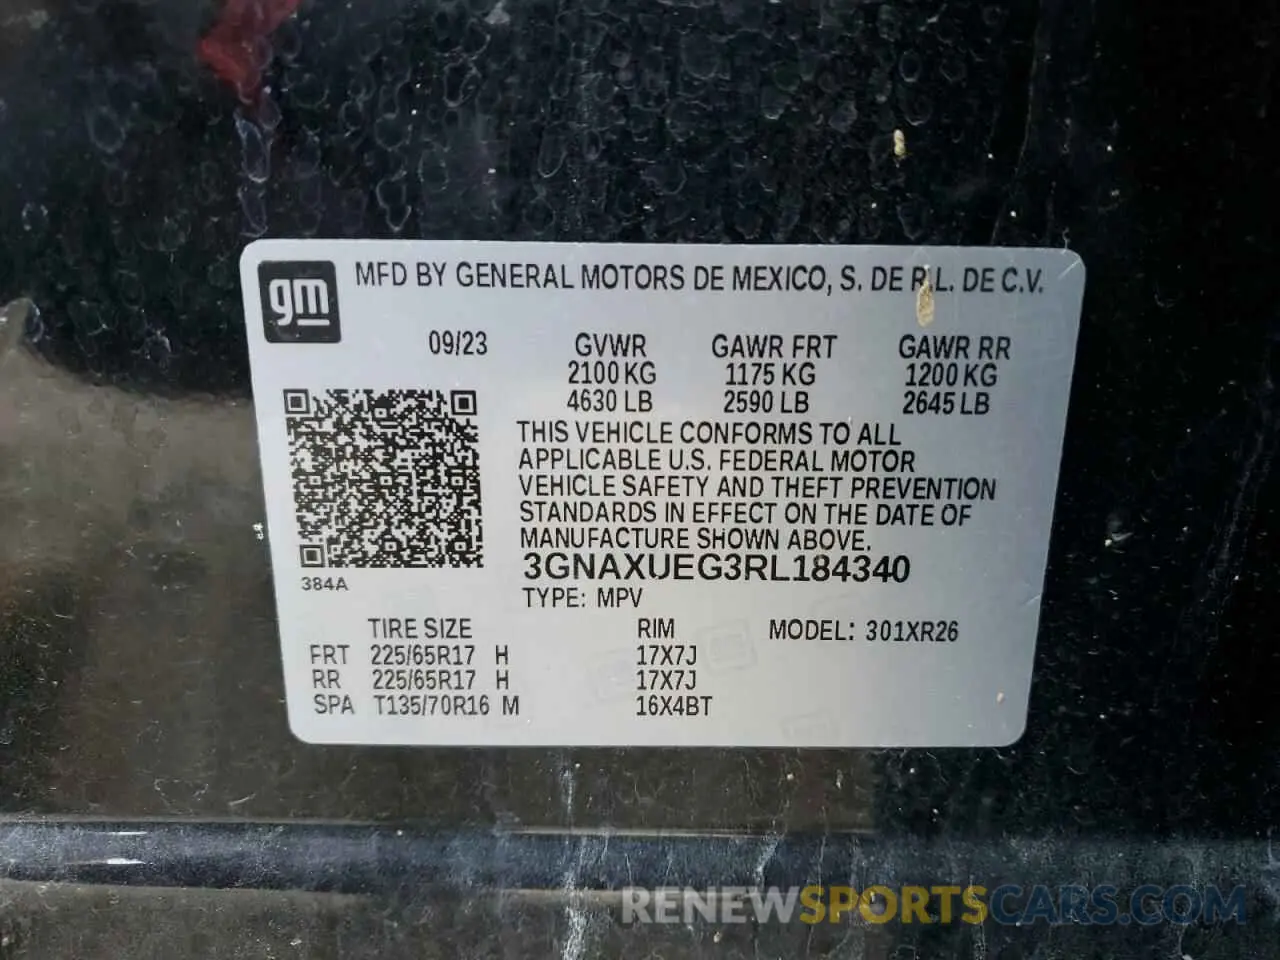 gm
MFD BY GENERAL MOTORS DE MEXICO, S. DE R.L. DE C.V.
09/23 GVWR GAWR FRT GAWR RR
2100 KG 1175 KG 1200 KG
4630 LB 2590 LB 2645 LB
THIS VEHICLE CONFORMS TO ALL
APPLICABLE U.S. FEDERAL MOTOR
VEHICLE SAFETY AND THEFT PREVENTION
STANDARDS IN EFFECT ON THE DATE OF
MANUFACTURE SHOWN ABOVE.
3GNAXUEG3RL184340
384A
TYPE: MPV
TIRE SIZE RIM MODEL: 301XR26
FRT 225/65R17 H 17X7J
RR 225/65R17 H 17X7J
SPA T135/70R16 M 16X4BT
RENEWSPORTSCARS.COM